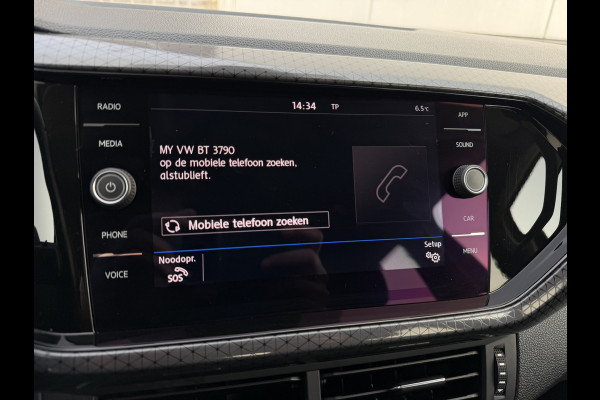 RADIO
14:34 TP 6.5°C
APP
MEDIA
SOUND
MY VW BT 3790
op de mobiele telefoon zoeken,
alstublieft.
PHONE
Mobiele telefoon zoeken
CAR
VOICE
Noodopr.
SOS
Setup
MENU